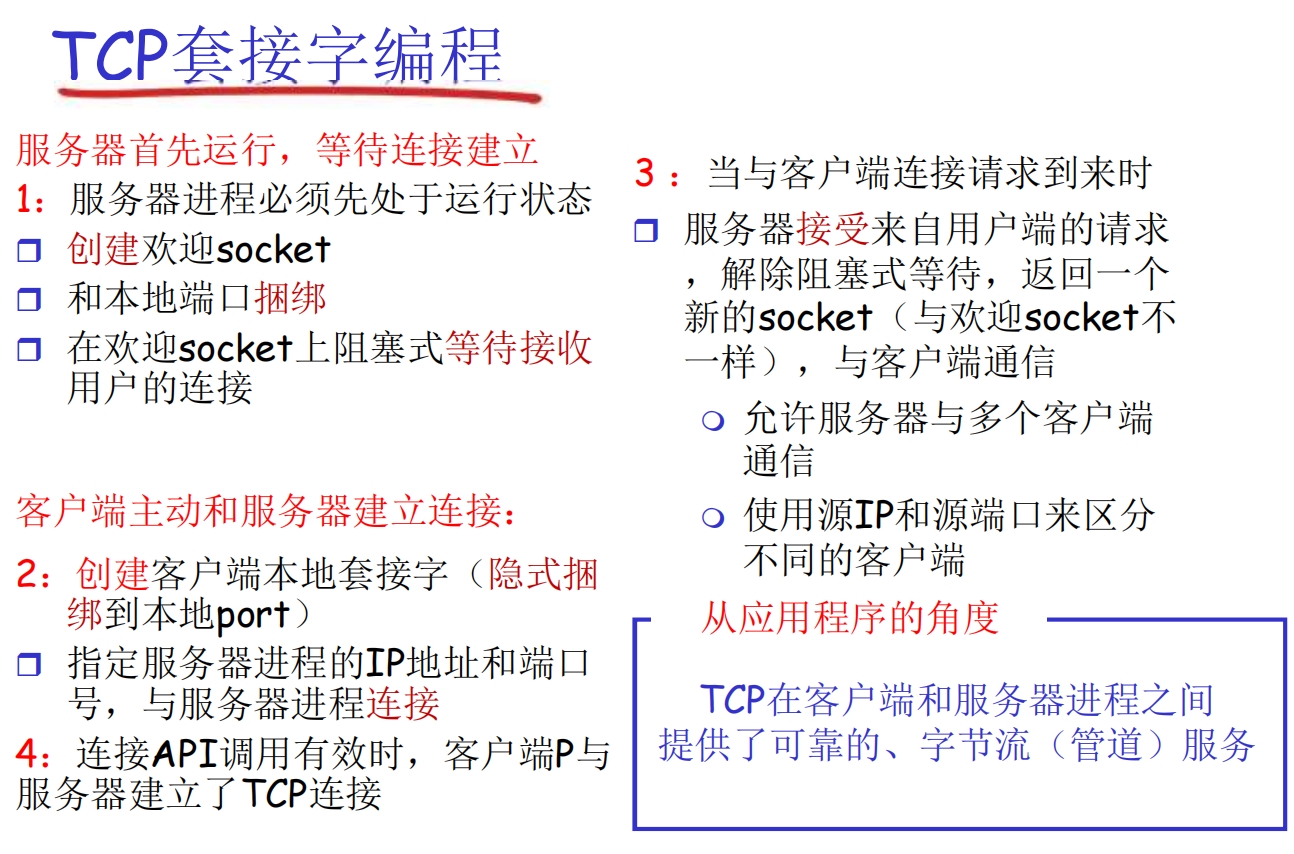 TCP套接字编程
服务器首先运行，等待连接建立
1：服务器进程必须先处于运行状态
创建欢迎socket
和本地端口捆绑
在欢迎socket上阻塞式等待接收
用户的连接
客户端主动和服务器建立连接：
2：创建客户端本地套接字（隐式捆
绑到本地port）
指定服务器进程的IP地址和端口
号，与服务器进程连接
4：连接API调用有效时，客户端P与
服务器建立了TCP连接
3 ：当与客户端连接请求到来时
服务器接受来自用户端的请求
，解除阻塞式等待，返回一个
新的socket（与欢迎socket不
一样），与客户端通信
允许服务器与多个客户端
通信
使用源IP和源端口来区分
不同的客户端
从应用程序的角度
TCP在客户端和服务器进程之间
提供了可靠的、字节流（管道）服务